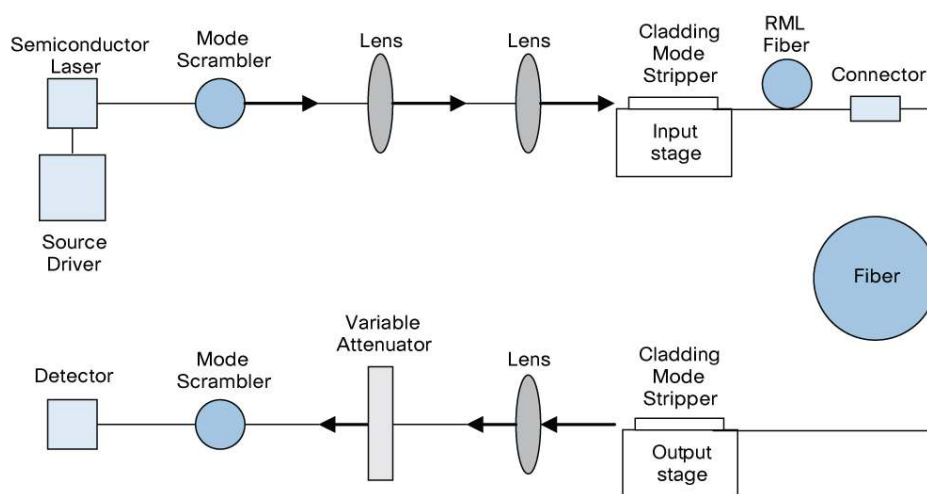 Semiconductor
Laser
Mode
Scrambler
Lens
Lens
Cladding
Mode
Stripper
RML
Fiber
Connector
Input
stage
Source
Driver
Fiber
Detector
Mode
Scrambler
Variable
Attenuator
Lens
Cladding
Mode
Stripper
Output
stage